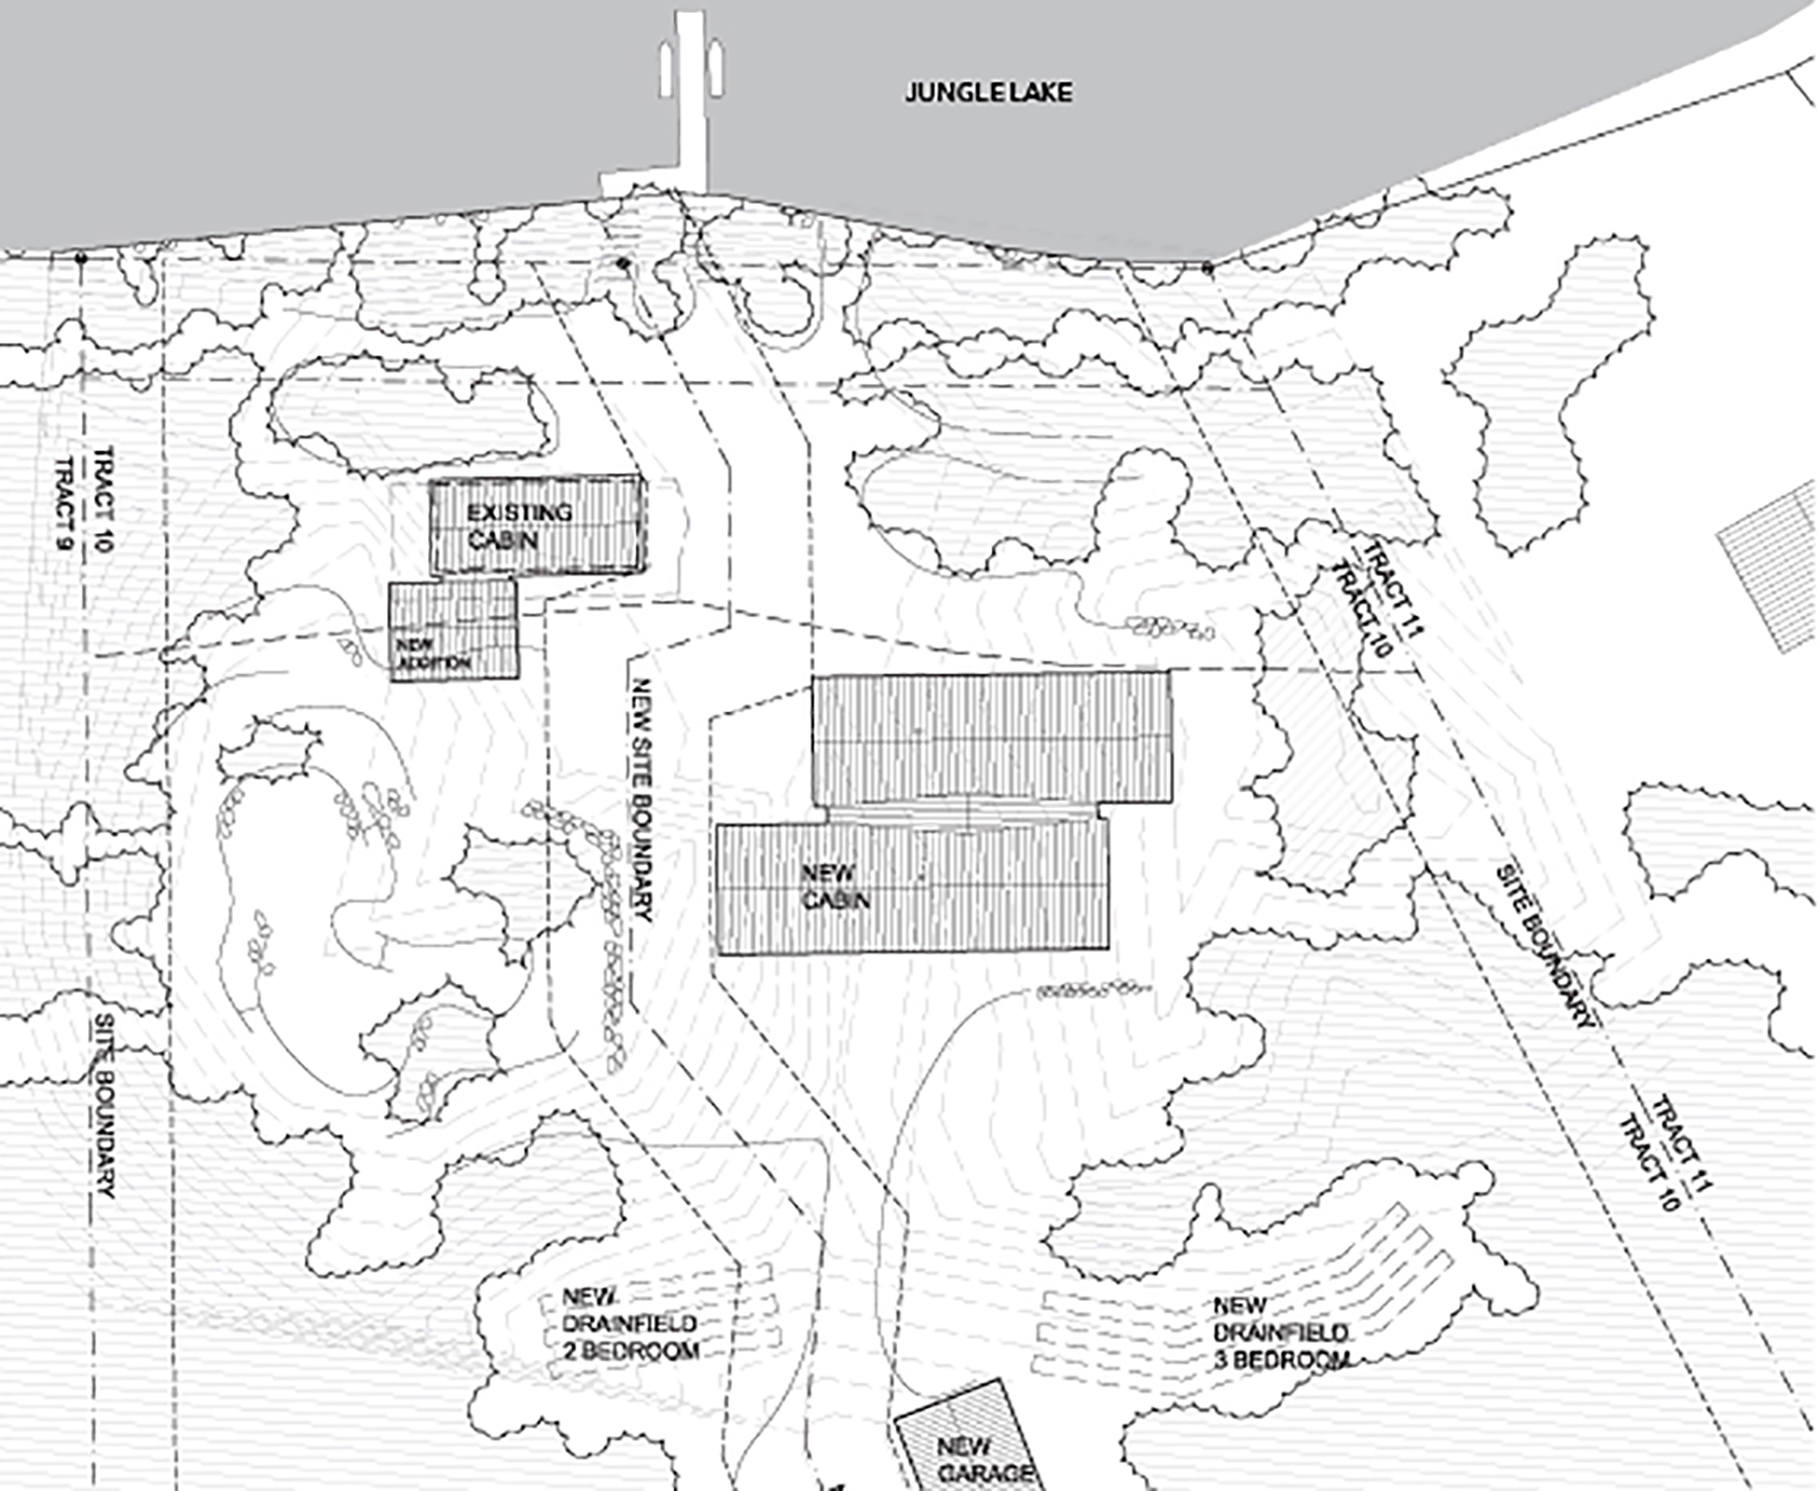 JUNGLE LAKE
TRACT 10
TRACT 9
EXISTING
CABIN
NEW
ADDITION
TRACT 11
TRACT 10
NEW SITE BOUNDARY
NEW
CABIN
SITE BOUNDARY
SITE BOUNDARY
TRACT 11
TRACT 10
NEW
DRAINFIELD
2 BEDROOM
NEW
DRAINFIELD
3 BEDROOM
NEW
GARAGE